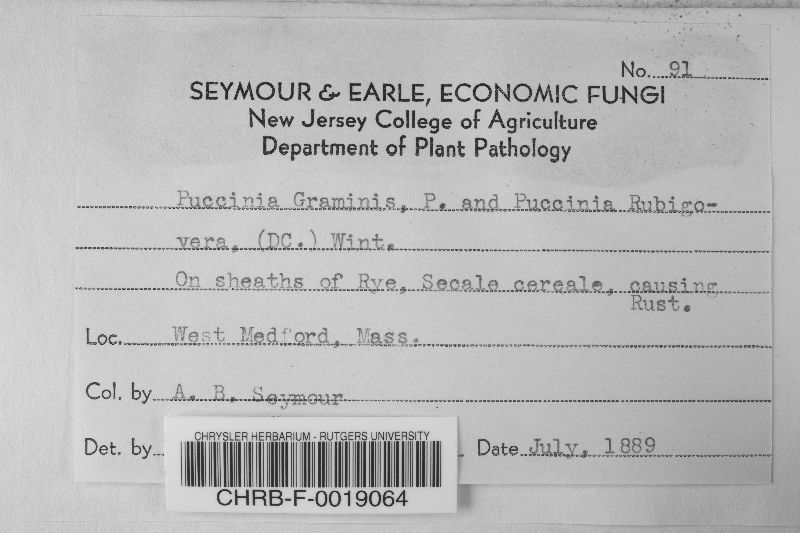 No. 91
SEYMOUR & EARLE, ECONOMIC FUNGI
New Jersey College of Agriculture
Department of Plant Pathology
Puccinia Graminis, P. and Puccinia Rubigo-
vera, (DC.) Wint.
On sheaths of Rye, Secale cereale, causing
Rust.
Loc. West Medford, Mass.
Col. by A. B. Seymour
Det. by Date July, 1889
CHRYSLER HERBARIUM - RUTGERS UNIVERSITY
CHRB-F-0019064